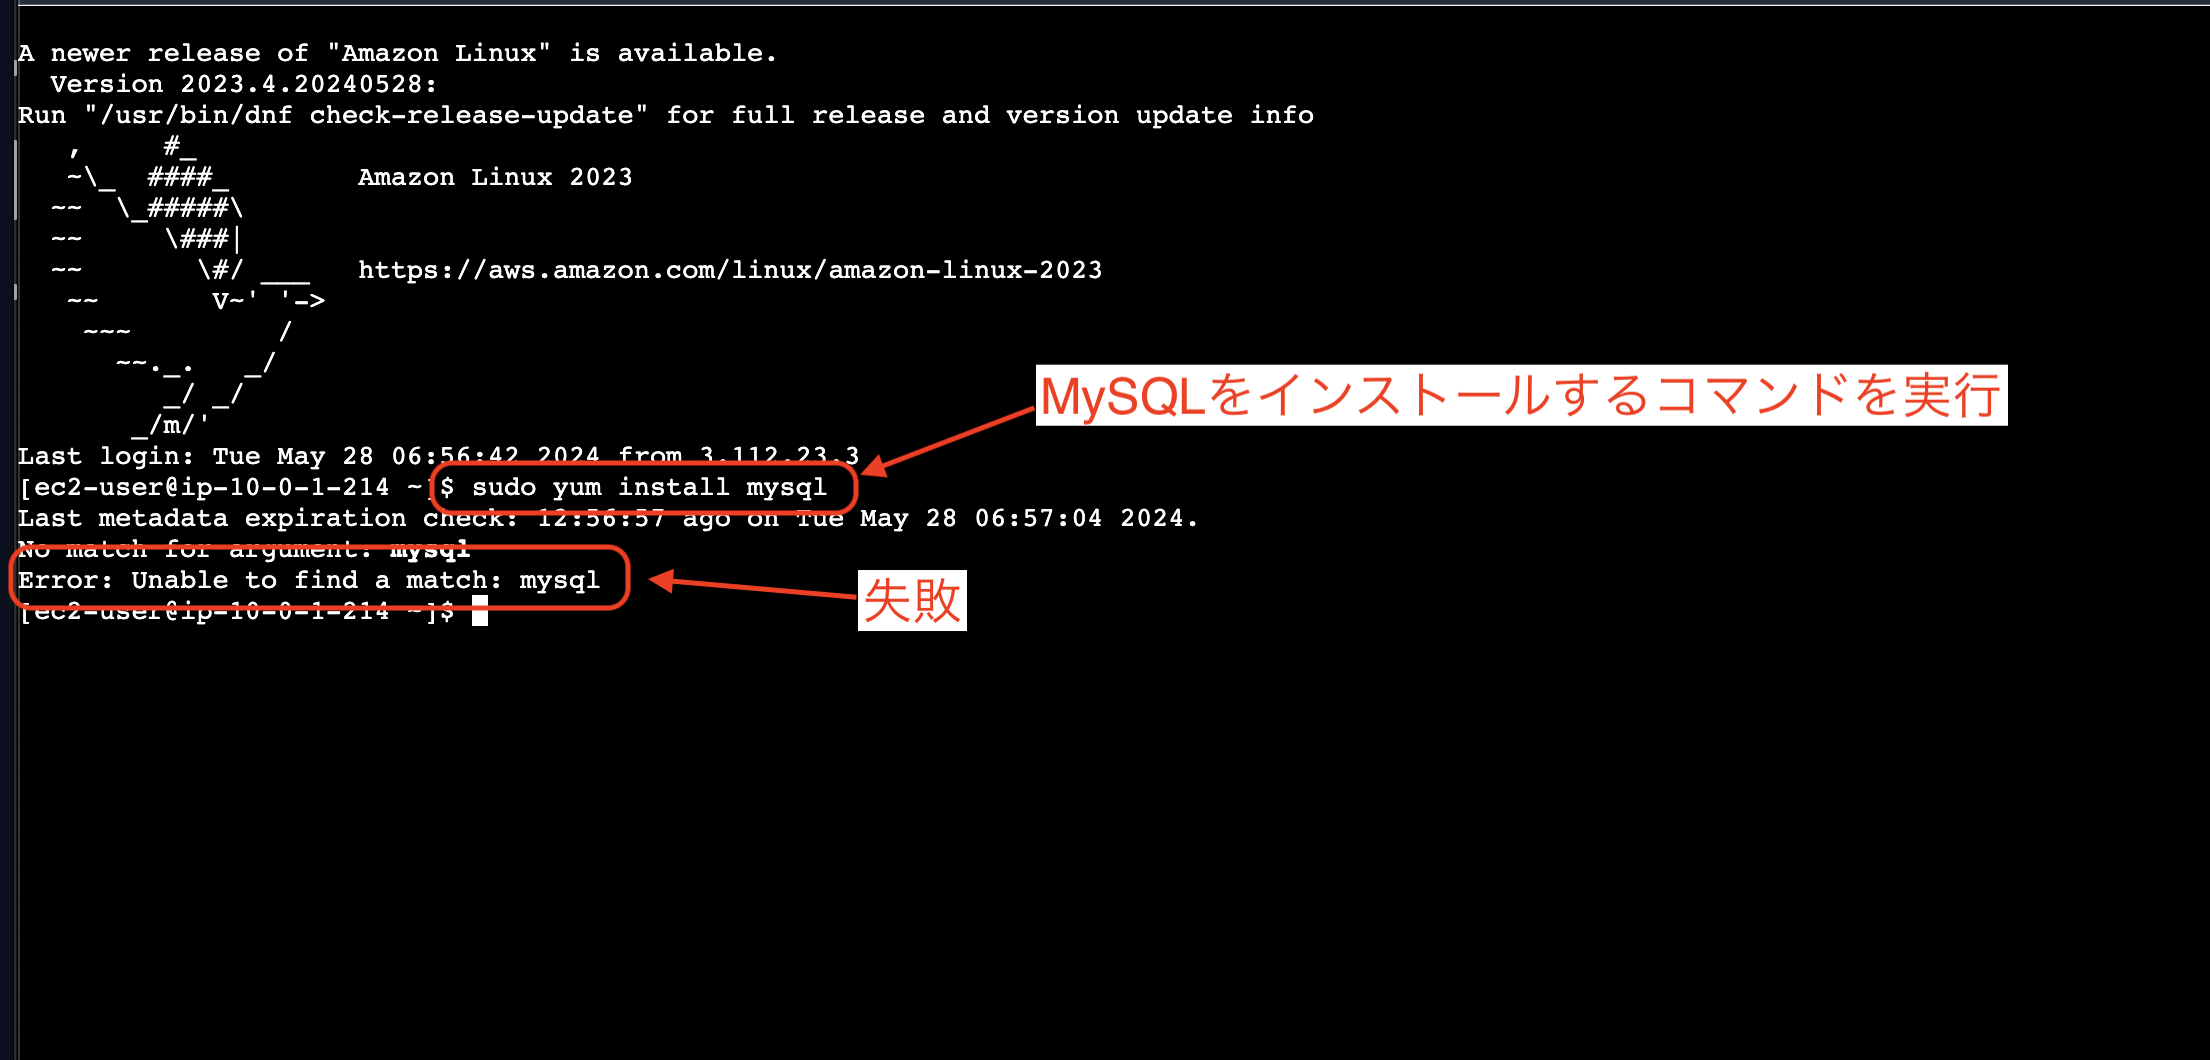 A newer release of "Amazon Linux" is available.
  Version 2023.4.20240528:
Run "/usr/bin/dnf check-release-update" for full release and version update info
   ,     #_
   ~\_  ####_        Amazon Linux 2023
  ~~  \_#####\
  ~~     \###|
  ~~       \#/ ___   https://aws.amazon.com/linux/amazon-linux-2023
   ~~       V~' '->
    ~~~         /
      ~~._.   _/
         _/ _/
       _/m/'
MySQLをインストールするコマンドを実行
Last login: Tue May 28 06:56:42 2024 from 3.112.23.3
[ec2-user@ip-10-0-1-214 ~]$ sudo yum install mysql
Last metadata expiration check: 12:56:57 ago on Tue May 28 06:57:04 2024.
No match for argument: mysql
Error: Unable to find a match: mysql
失敗
[ec2-user@ip-10-0-1-214 ~]$